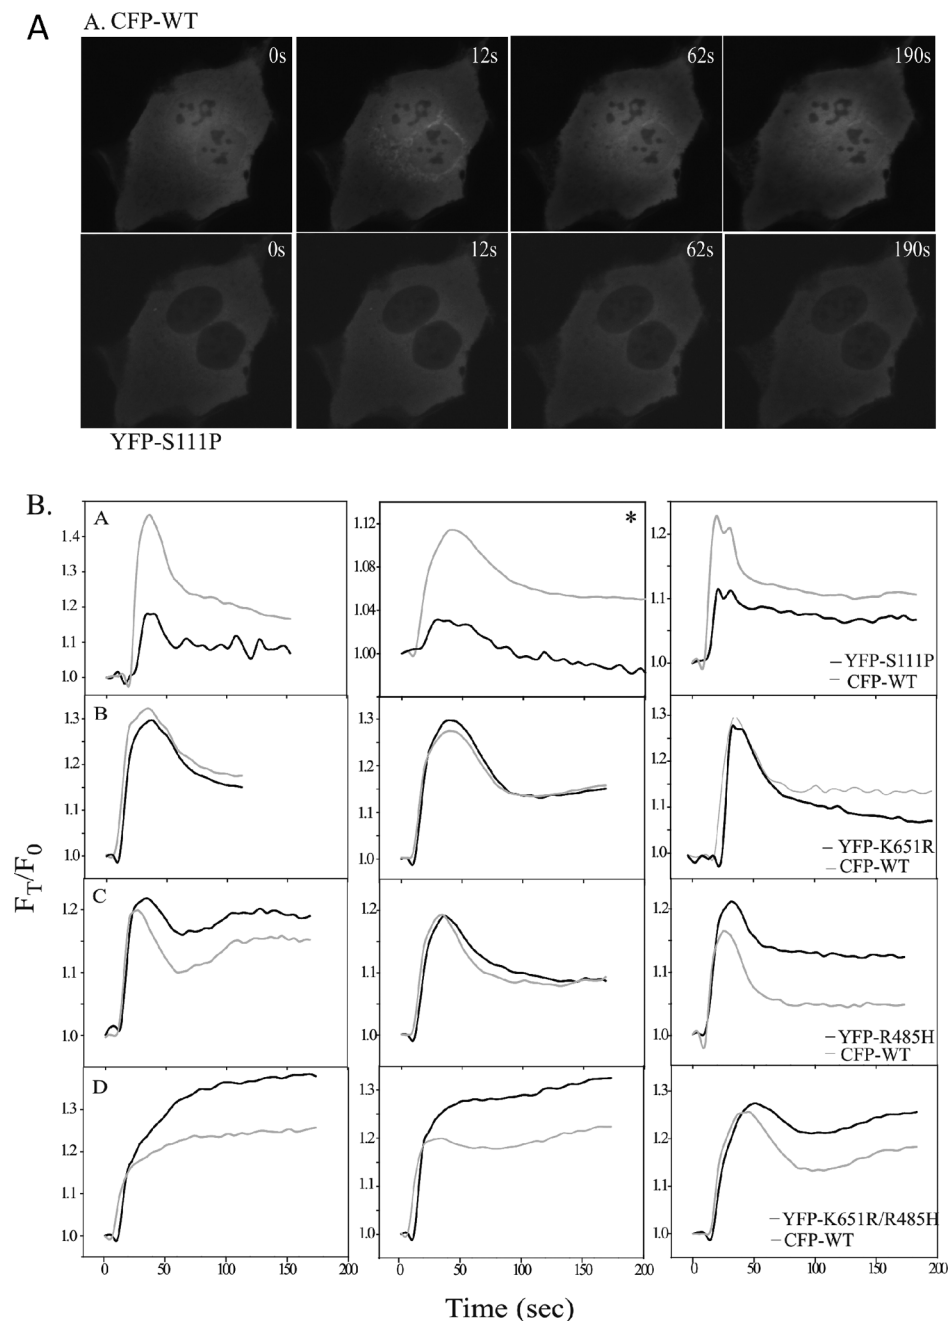 A
A. CFP-WT
0s 12s 62s 190s
0s 12s 62s 190s
YFP-S111P
B.
A
1.4
1.3
1.2
1.1
1.0
*
1.12
1.08
1.04
1.00
1.2
1.1
1.0
YFP-S111P
CFP-WT
B
1.3
1.2
1.1
1.0
1.3
1.2
1.1
1.0
1.3
1.2
1.1
1.0
YFP-K651R
CFP-WT
C
1.2
1.1
1.0
1.2
1.1
1.0
1.2
1.1
1.0
YFP-R485H
CFP-WT
D
1.3
1.2
1.1
1.0
1.3
1.2
1.1
1.0
1.3
1.2
1.1
1.0
YFP-K651R/R485H
CFP-WT
0 50 100 150 200
0 50 100 150 200
0 50 100 150 200
FT/F0
Time (sec)